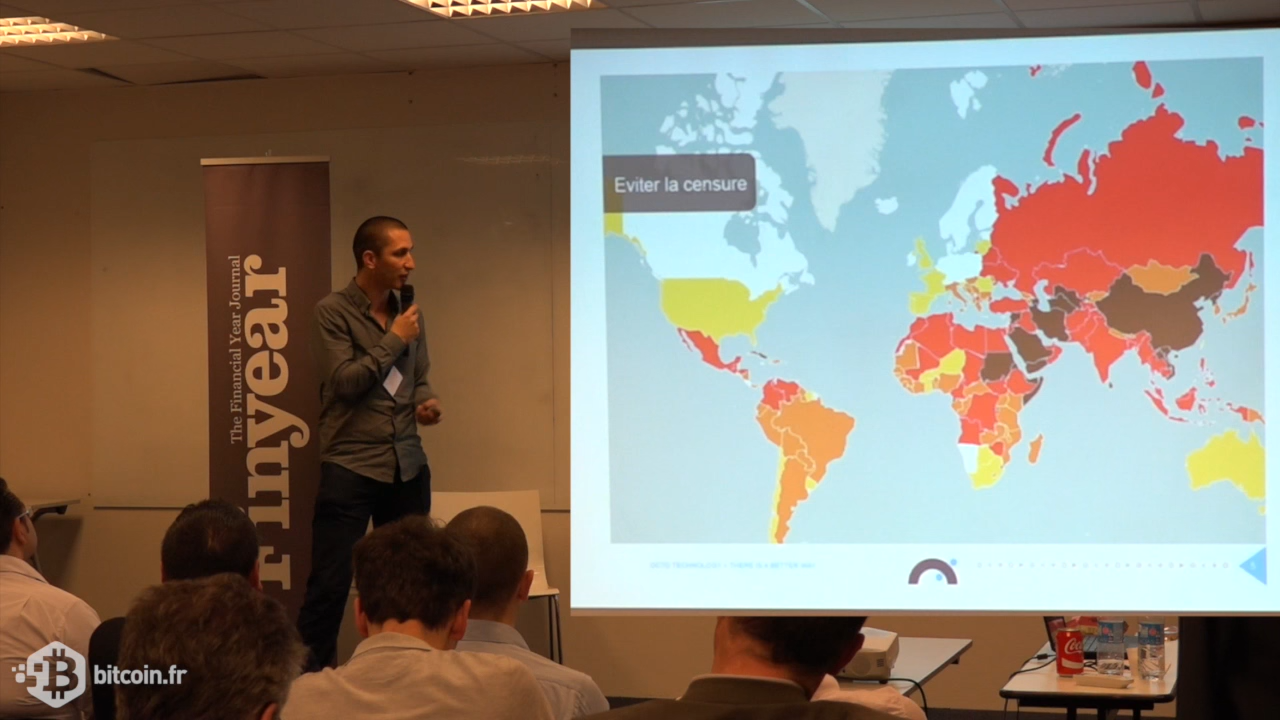 Eviter la censure
The Financial Year Journal
Finyear
bitcoin.fr